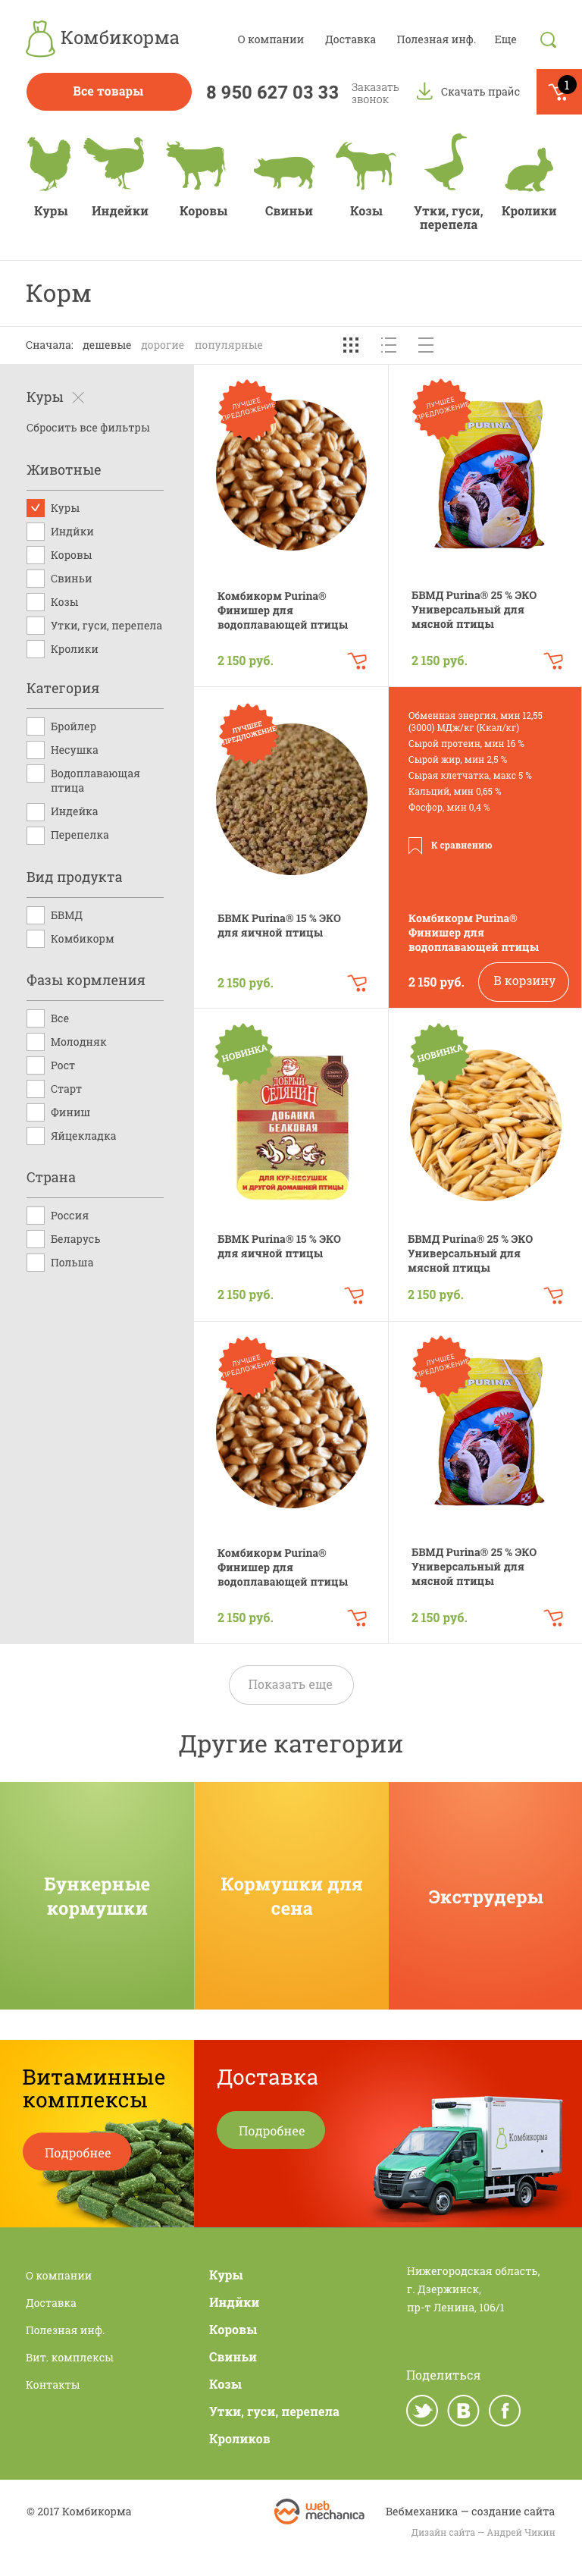 Комбикорма
О компании
Доставка
Полезная инф.
Еще
Все товары
8 950 627 03 33
Заказать
звонок
Скачать прайс
1
Куры
Индейки
Коровы
Свиньи
Козы
Утки, гуси,
перепела
Кролики
Корм
Сначала: дешевые дорогие популярные
Куры
Сбросить все фильтры
Животные
Куры
Индйки
Коровы
Свиньи
Козы
Утки, гуси, перепела
Кролики
Категория
Бройлер
Несушка
Водоплавающая
птица
Индейка
Перепелка
Вид продукта
БВМД
Комбикорм
Фазы кормления
Все
Молодняк
Рост
Старт
Финиш
Яйцекладка
Страна
Россия
Беларусь
Польша
ЛУЧШЕЕ
ПРЕДЛОЖЕНИЕ
Комбикорм Purina®
Финишер для
водоплавающей птицы
2 150 руб.
ЛУЧШЕЕ
ПРЕДЛОЖЕНИЕ
PURINA
БВМД Purina® 25 % ЭКО
Универсальный для
мясной птицы
2 150 руб.
ЛУЧШЕЕ
ПРЕДЛОЖЕНИЕ
БВМК Purina® 15 % ЭКО
для яичной птицы
2 150 руб.
Обменная энергия, мин 12,55
(3000) МДж/кг (Ккал/кг)
Сырой протеин, мин 16 %
Сырой жир, мин 2,5 %
Сырая клетчатка, макс 5 %
Кальций, мин 0,65 %
Фосфор, мин 0,4 %
К сравнению
Комбикорм Purina®
Финишер для
водоплавающей птицы
2 150 руб.
В корзину
НОВИНКА
ДОБРЫЙ
СЕЛЯНИН
ДОБАВКА
БЕЛКОВАЯ
ДЛЯ КУР-НЕСУШЕК
И ДРУГОЙ ДОМАШНЕЙ ПТИЦЫ
БВМК Purina® 15 % ЭКО
для яичной птицы
2 150 руб.
НОВИНКА
БВМД Purina® 25 % ЭКО
Универсальный для
мясной птицы
2 150 руб.
ЛУЧШЕЕ
ПРЕДЛОЖЕНИЕ
Комбикорм Purina®
Финишер для
водоплавающей птицы
2 150 руб.
ЛУЧШЕЕ
ПРЕДЛОЖЕНИЕ
PURINA
БВМД Purina® 25 % ЭКО
Универсальный для
мясной птицы
2 150 руб.
Показать еще
Другие категории
Бункерные
кормушки
Кормушки для
сена
Экструдеры
Витаминные
комплексы
Подробнее
Доставка
Подробнее
Комбикорма
О компании
Доставка
Полезная инф.
Вит. комплексы
Контакты
Куры
Индйки
Коровы
Свиньи
Козы
Утки, гуси, перепела
Кроликов
Нижегородская область,
г. Дзержинск,
пр-т Ленина, 106/1
Поделиться
© 2017 Комбикорма
web
mechanica
Вебмеханика — создание сайта
Дизайн сайта — Андрей Чикин